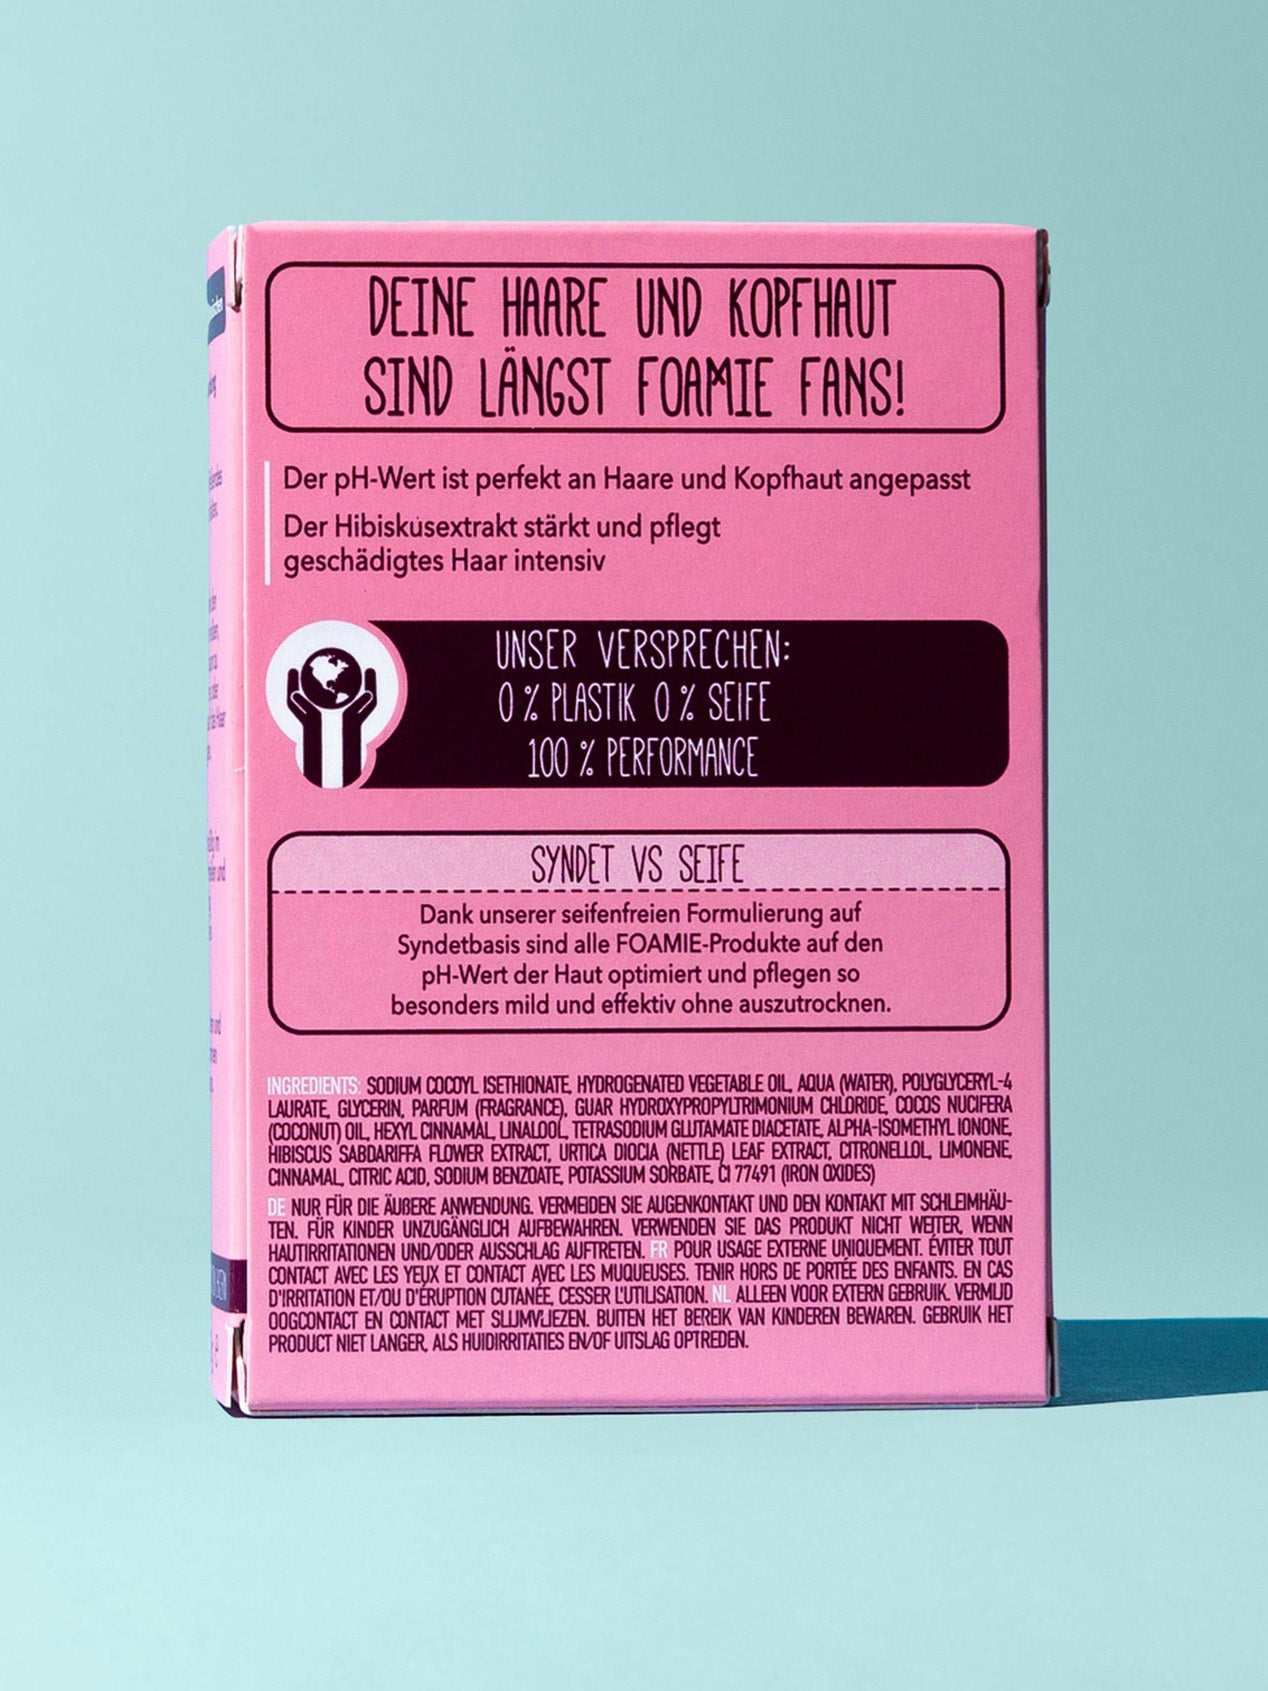 DEINE HAARE UND KOPFHAUT
SIND LÄNGST FOAMIE FANS!
Der pH-Wert ist perfekt an Haare und Kopfhaut angepasst
Der Hibiskusextrakt stärkt und pflegt
geschädigtes Haar intensiv
UNSER VERSPRECHEN:
0 % PLASTIK 0 % SEIFE
100 % PERFORMANCE
SYNDET VS SEIFE
Dank unserer seifenfreien Formulierung auf
Syndetbasis sind alle FOAMIE-Produkte auf den
pH-Wert der Haut optimiert und pflegen so
besonders mild und effektiv ohne auszutrocknen.
INGREDIENTS: SODIUM COCOYL ISETHIONATE, HYDROGENATED VEGETABLE OIL, AQUA (WATER), POLYGLYCERYL-4
LAURATE, GLYCERIN, PARFUM (FRAGRANCE), GUAR HYDROXYPROPYLTRIMONIUM CHLORIDE, COCOS NUCIFERA
(COCONUT) OIL, HEXYL CINNAMAL, LINALOOL, TETRASODIUM GLUTAMATE DIACETATE, ALPHA-ISOMETHYL IONONE,
HIBISCUS SABDARIFFA FLOWER EXTRACT, URTICA DIOCIA (NETTLE) LEAF EXTRACT, CITRONELLOL, LIMONENE,
CINNAMAL, CITRIC ACID, SODIUM BENZOATE, POTASSIUM SORBATE, CI 77491 (IRON OXIDES)
DE NUR FÜR DIE ÄUßERE ANWENDUNG. VERMEIDEN SIE AUGENKONTAKT UND DEN KONTAKT MIT SCHLEIMHÄU-
TEN. FÜR KINDER UNZUGÄNGLICH AUFBEWAHREN. VERWENDEN SIE DAS PRODUKT NICHT WEITER, WENN
HAUTIRRITATIONEN UND/ODER AUSSCHLAG AUFTRETEN. FR POUR USAGE EXTERNE UNIQUEMENT. ÉVITER TOUT
CONTACT AVEC LES YEUX ET CONTACT AVEC LES MUQUEUSES. TENIR HORS DE PORTÉE DES ENFANTS. EN CAS
D'IRRITATION ET/OU D'ÉRUPTION CUTANÉE, CESSER L'UTILISATION. NL ALLEEN VOOR EXTERN GEBRUIK. VERMIJD
OOGCONTACT EN CONTACT MET SLIJMVLIEZEN. BUITEN HET BEREIK VAN KINDEREN BEWAREN. GEBRUIK HET
PRODUCT NIET LANGER, ALS HUIDIRRITATIES EN/OF UITSLAG OPTREDEN.